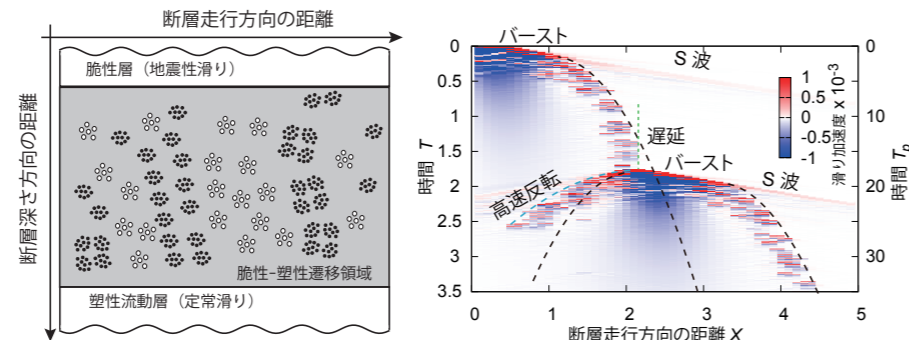 断層走行方向の距離
断層深さ方向の距離
脆性層（地震性滑り）
脆性-塑性遷移領域
塑性流動層（定常滑り）
バースト
S 波
遅延
バースト
S 波
高速反転
時間 T
0
0.5
1
1.5
2
2.5
3
3.5
0 1 2 3 4 5
断層走行方向の距離 X
1
0.5
0
-0.5
-1
滑り加速度 x 10-3
0
10
20
30
時間 Tp